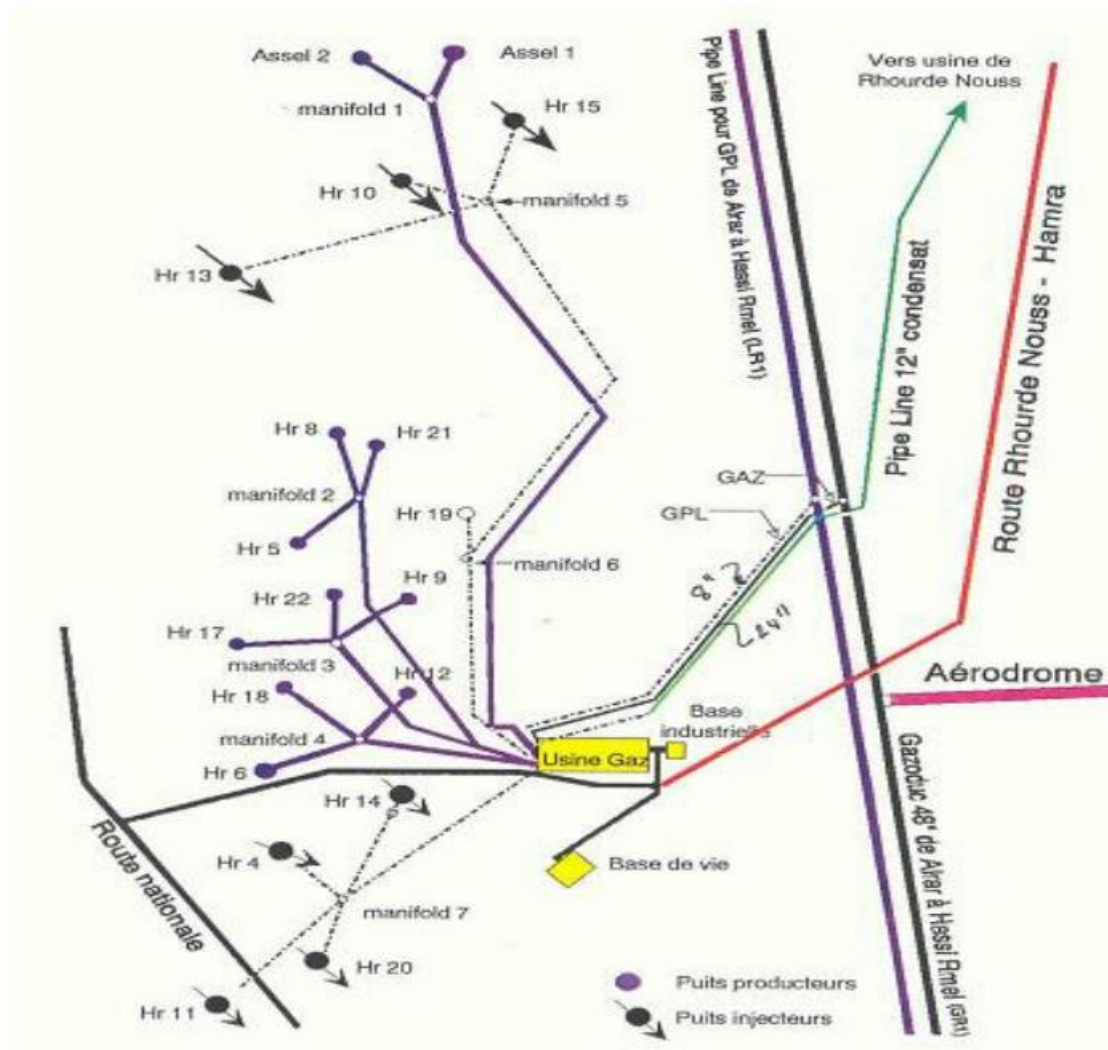 Assel 2
Assel 1
manifold 1
Hr 15
Hr 10
manifold 5
Hr 13
Pipe Line pour GPL de Alrar à Hassi Rmel (LR1)
Vers usine de
Rhourde Nouss
Pipe Line 12" condensat
Route Rhourde Nouss - Hamra
Hr 8
Hr 21
manifold 2
Hr 5
Hr 19
manifold 6
GAZ
GPL
8"
24"
Hr 22
Hr 9
Hr 17
manifold 3
Hr 12
Hr 18
manifold 4
Hr 6
Base
industrielle
Usine Gaz
Aérodrome
Hr 14
Hr 4
Base de vie
manifold 7
Hr 20
Hr 11
Route nationale
Gazoduc 48" de Alrar à Hassi Rmel (GR1)
Puits producteurs
Puits injecteurs